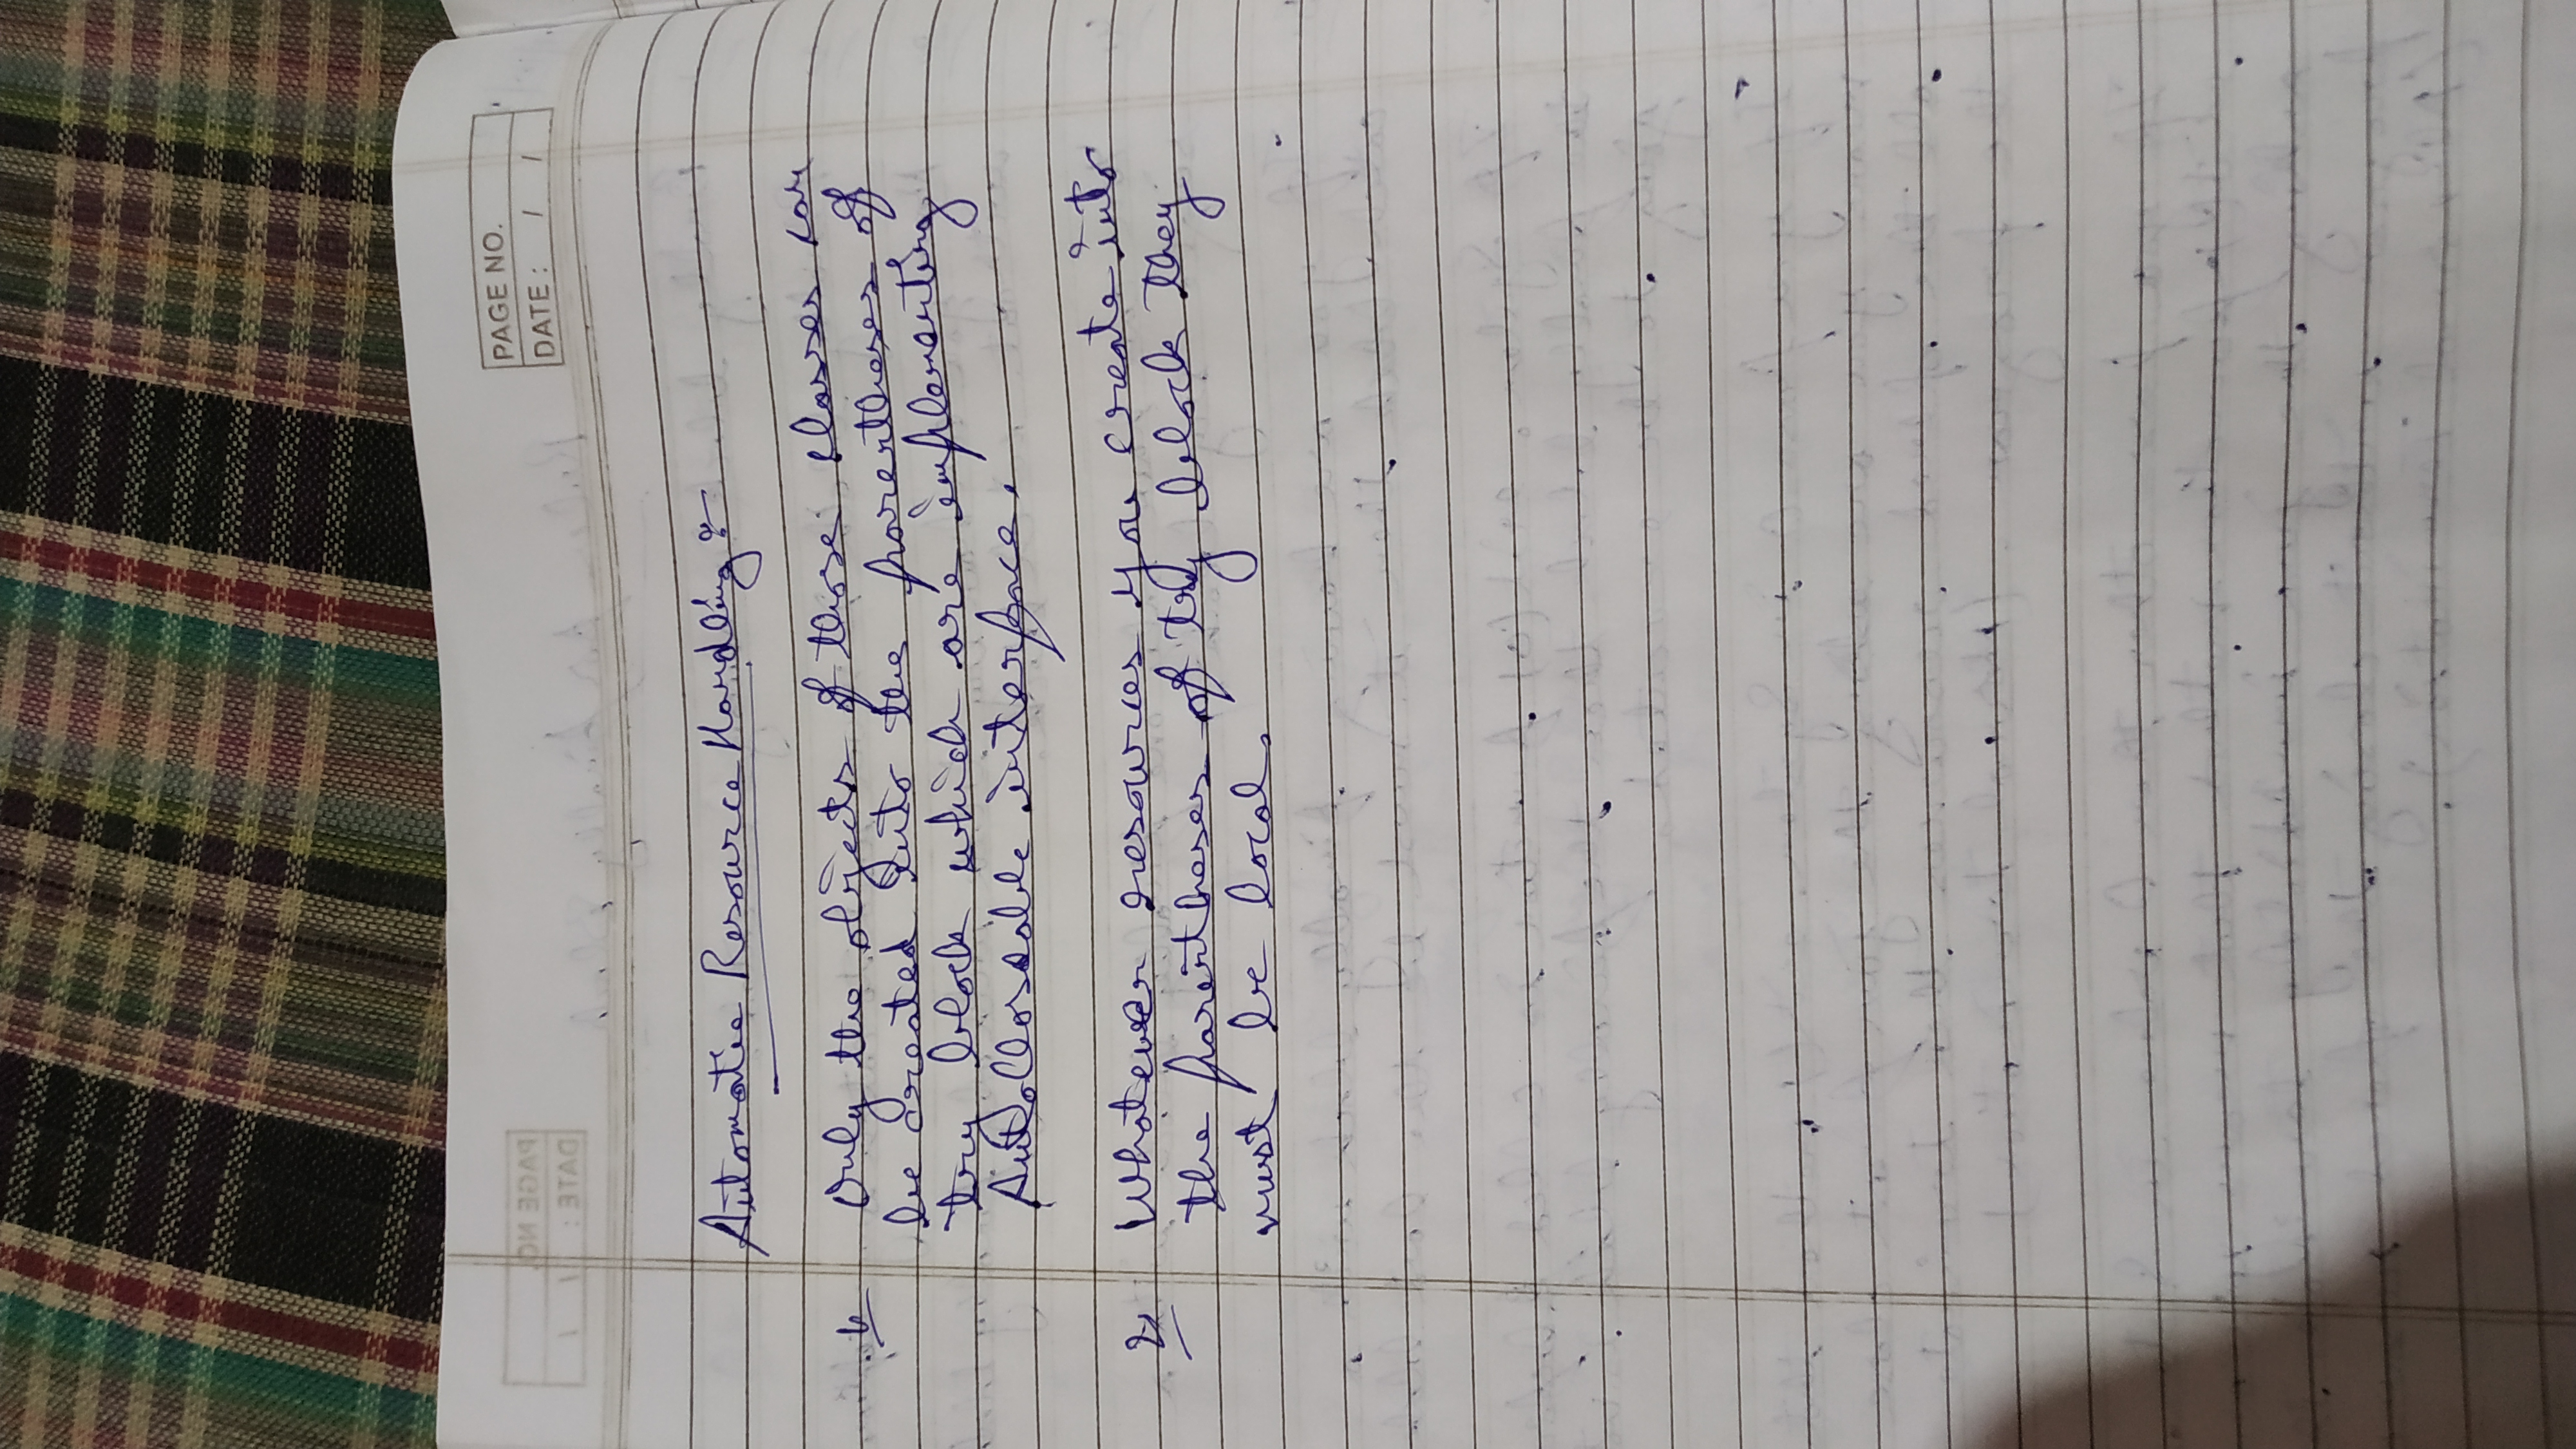 PAGE NO.
DATE : / /
Automatic Resource Handling :-
1. Only the objects of those classes can
be created into the parentheses of
try block which are implementing
AutoCloseable interface.
2. Whatever resources you create into
the parentheses of try block they
must be local.